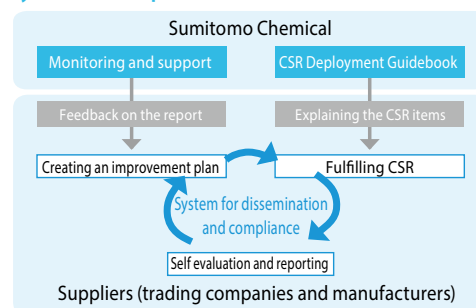 Sumitomo Chemical
Monitoring and support
CSR Deployment Guidebook
Feedback on the report
Explaining the CSR items
Creating an improvement plan
Fulfilling CSR
System for dissemination
and compliance
Self evaluation and reporting
Suppliers (trading companies and manufacturers)